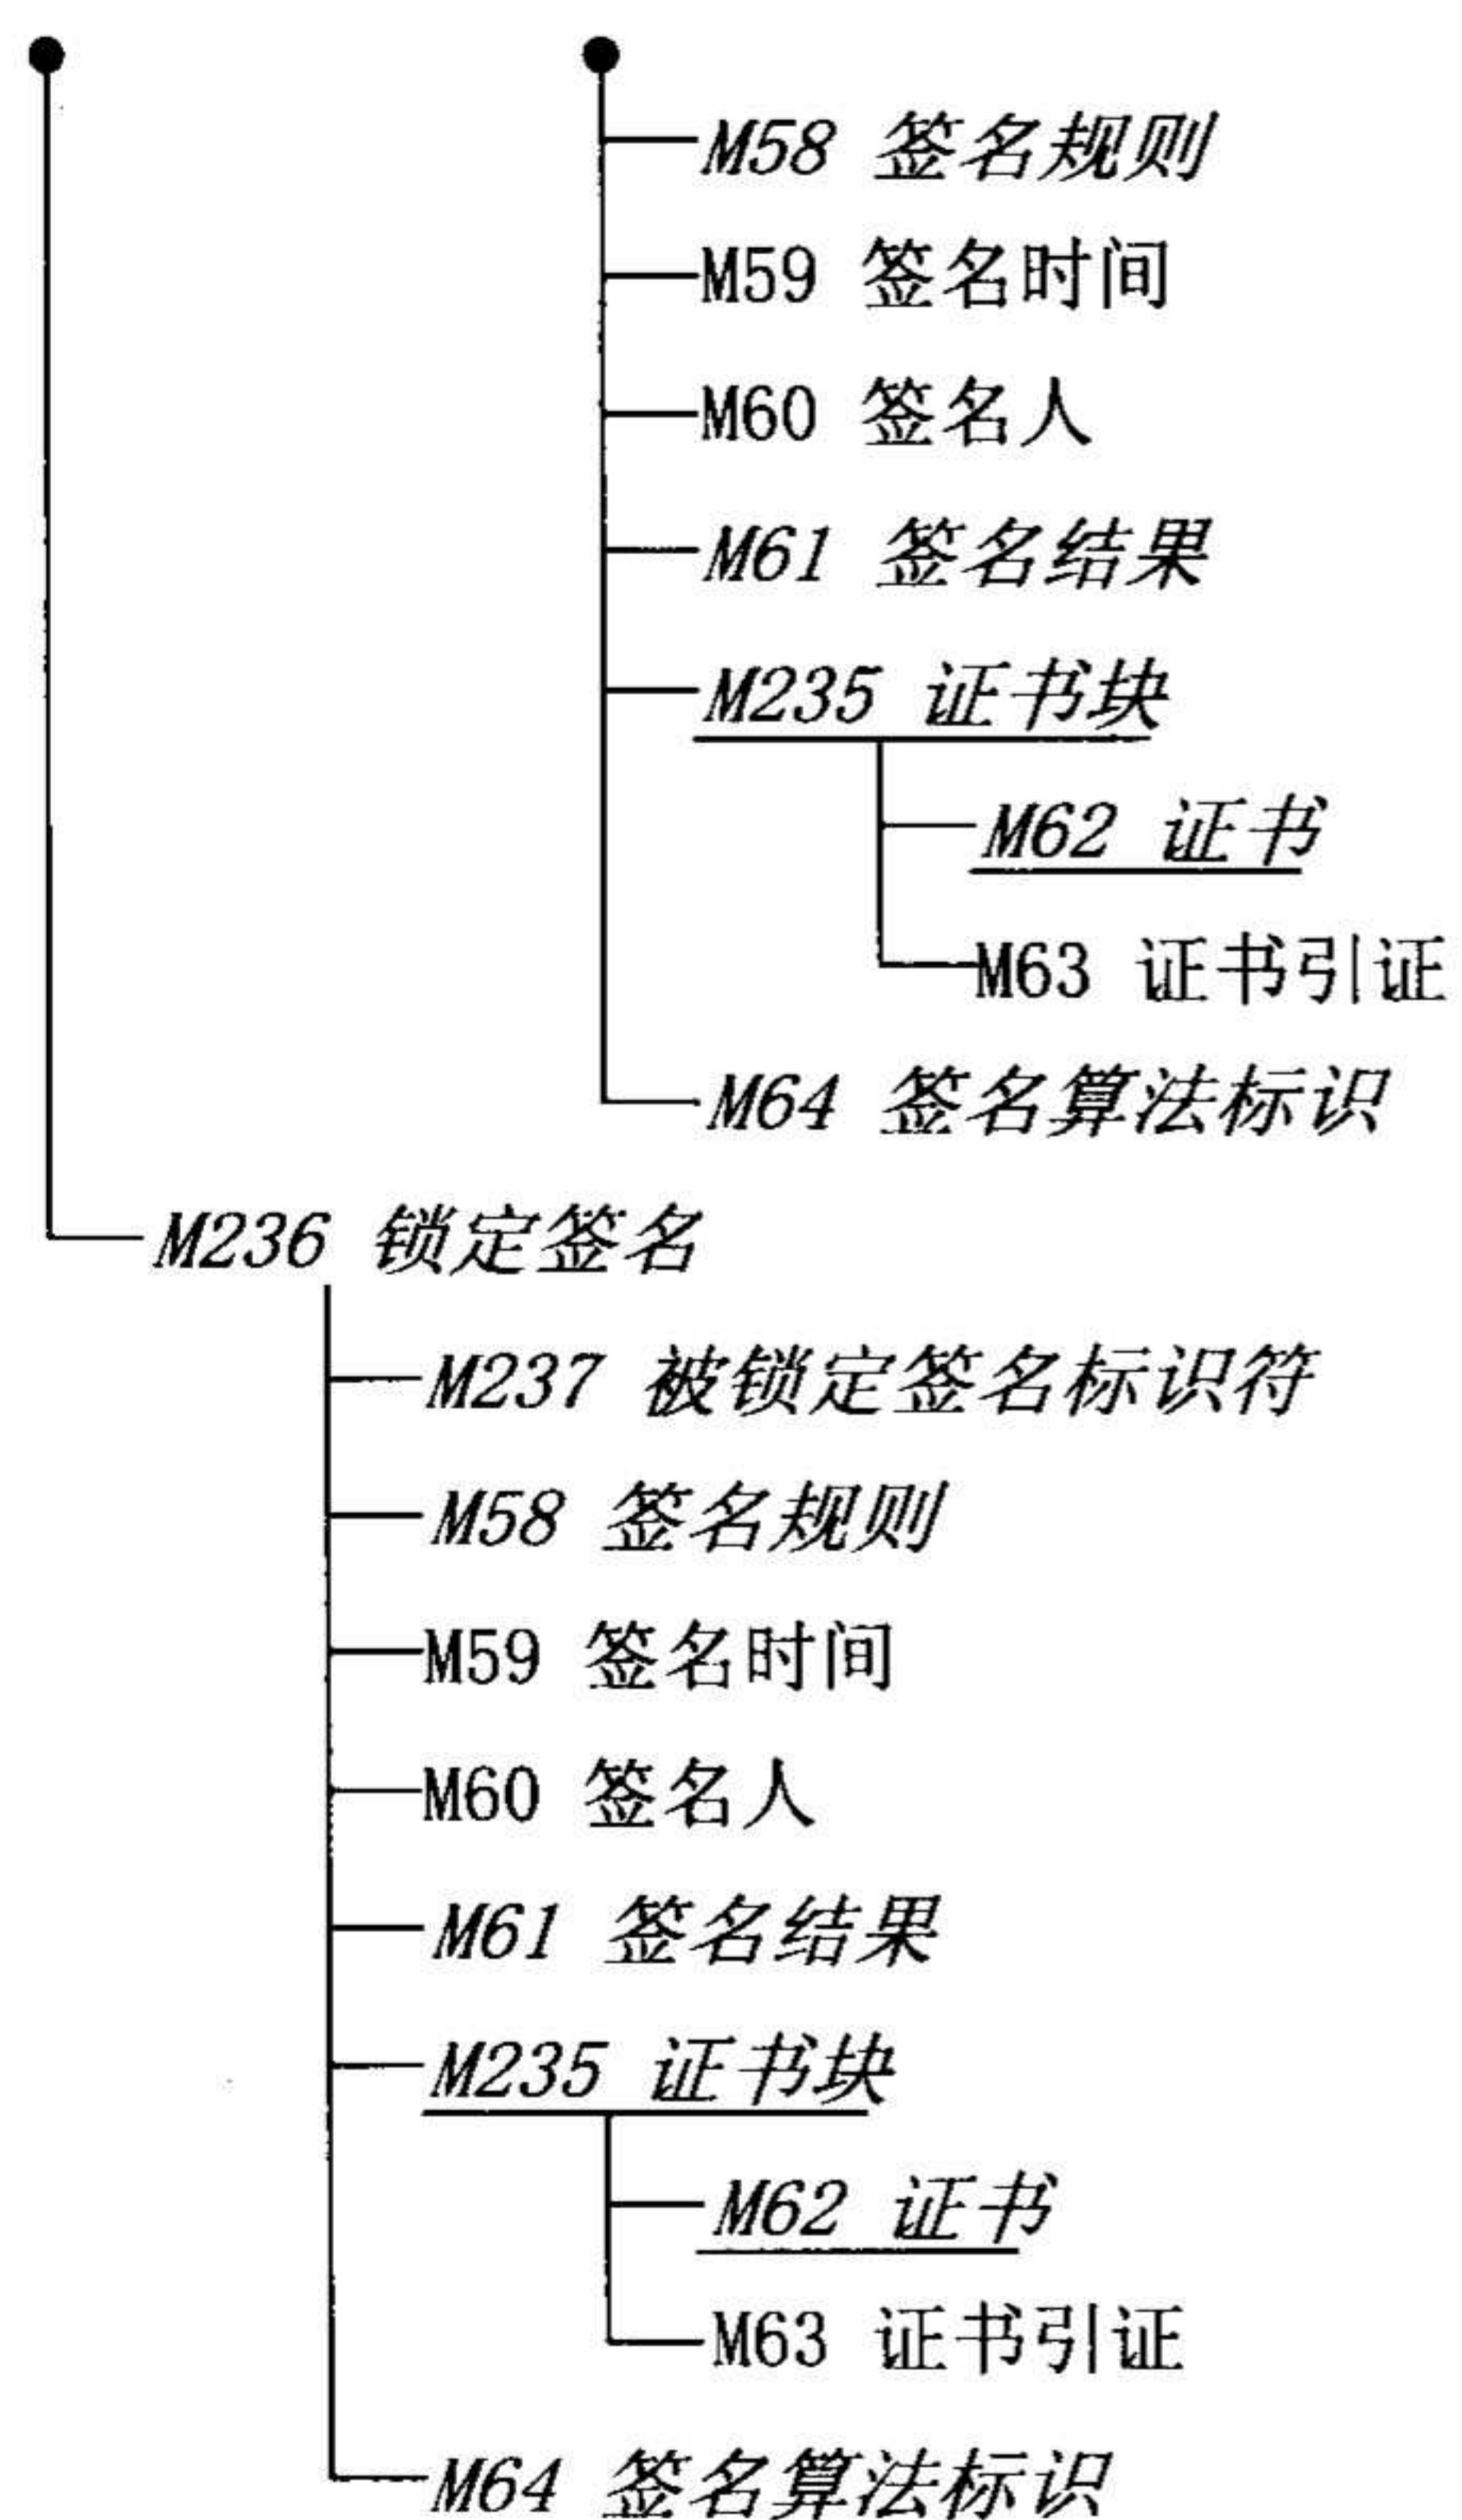 M58 签名规则
M59 签名时间
M60 签名人
M61 签名结果
M235 证书块
M62 证书
M63 证书引证
M64 签名算法标识
M236 锁定签名
M237 被锁定签名标识符
M58 签名规则
M59 签名时间
M60 签名人
M61 签名结果
M235 证书块
M62 证书
M63 证书引证
M64 签名算法标识